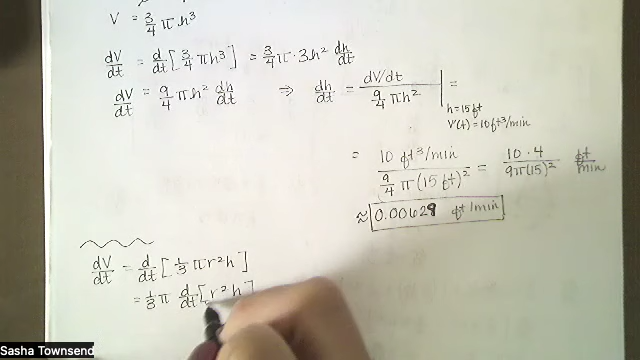 V = 3/4 π h³
dV/dt = d/dt [ 3/4 π h³ ] = 3/4 π · 3h² dh/dt
dV/dt = 9/4 π h² dh/dt ⇒ dh/dt = (dV/dt)/(9/4 π h²) | =
h = 15 ft
V'(t) = 10 ft³/min
= (10 ft³/min)/(9/4 π (15 ft)²) = (10 · 4)/(9π(15)²) ft/min
≈ 0.00629 ft/min
dV/dt = d/dt [ 1/3 π r² h ]
= 1/3 π d/dt [ r² h ]
Sasha Townsend